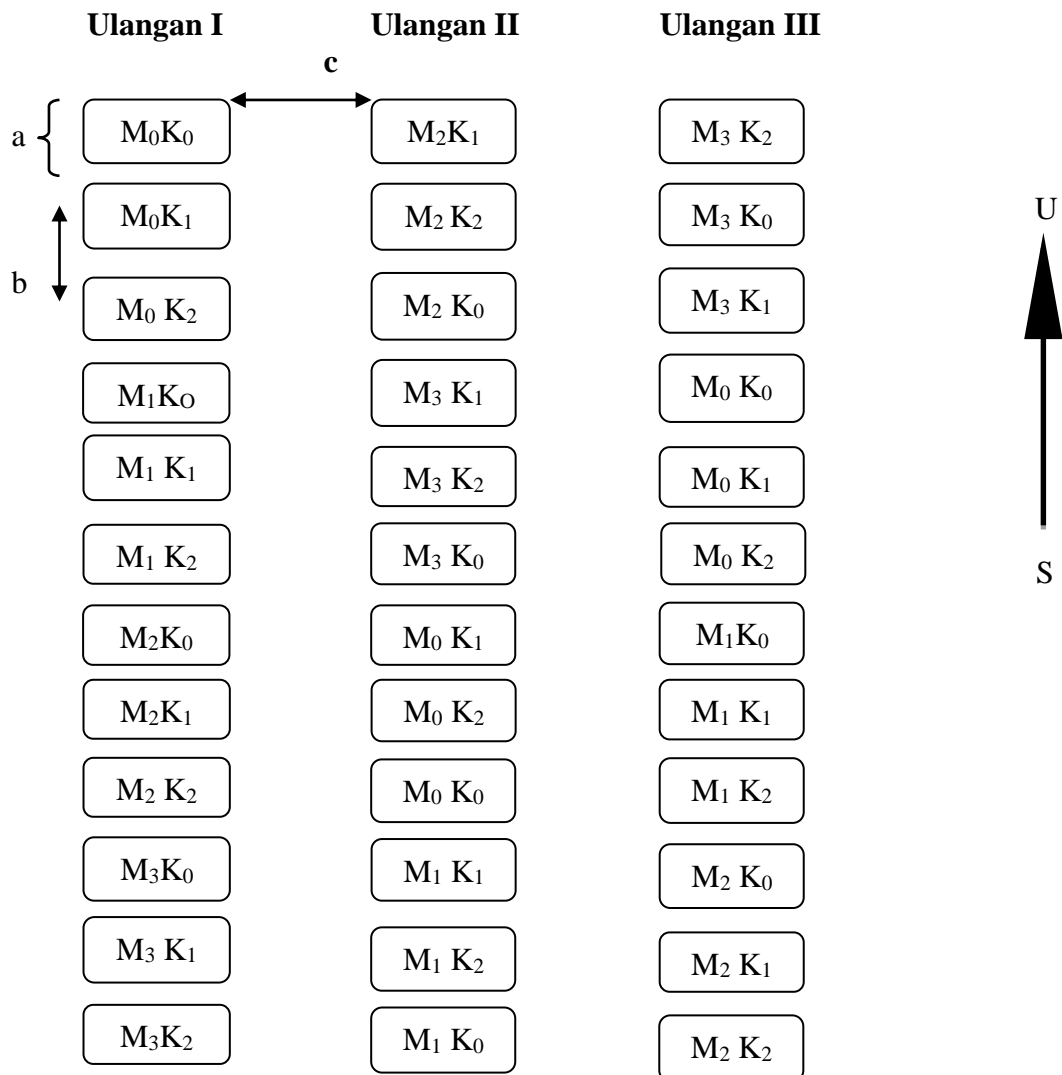 Ulangan I Ulangan II Ulangan III
c
a M₀K₀ M₂K₁ M₃ K₂
M₀K₁ M₂ K₂ M₃ K₀ U
b M₀ K₂ M₂ K₀ M₃ K₁
M₁K_O M₃ K₁ M₀ K₀
M₁ K₁ M₃ K₂ M₀ K₁
M₁ K₂ M₃ K₀ M₀ K₂ S
M₂K₀ M₀ K₁ M₁K₀
M₂K₁ M₀ K₂ M₁ K₁
M₂ K₂ M₀ K₀ M₁ K₂
M₃K₀ M₁ K₁ M₂ K₀
M₃ K₁ M₁ K₂ M₂ K₁
M₃K₂ M₁ K₀ M₂ K₂